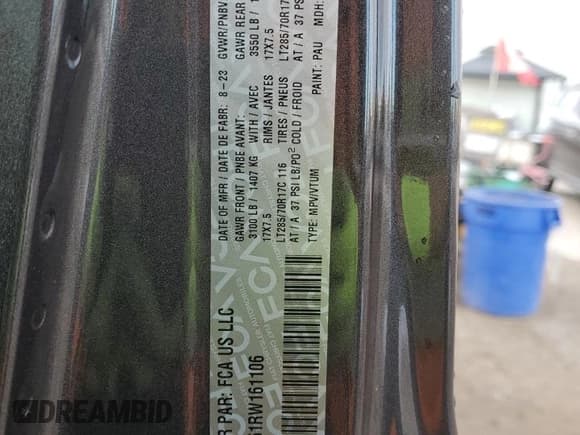 R PAR: FCA US LLC
DATE OF MFR / DATE DE FABR: 8-23 GVWR/PNBV
GAWR FRONT / PNBE AVANT: GAWR REAR
3100 LB / 1407 KG WITH / AVEC 3550 LB /
17X7.5 RIMS / JANTES 17X7.5
LT285/70R17C 116 TIRES / PNEUS LT285/70R17
AT / A 37 PSI LB/PO² COLD / FROID AT / A 37 PS
TYPE: MPV/VTUM PAINT: PAU MDH:
1RW161106